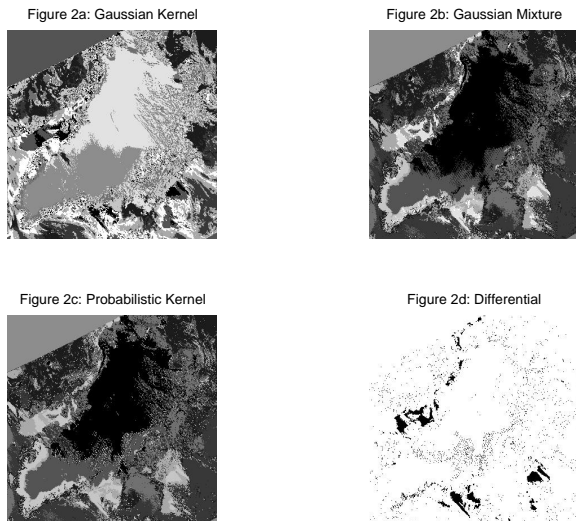 Figure 2a: Gaussian Kernel
Figure 2b: Gaussian Mixture
Figure 2c: Probabilistic Kernel
Figure 2d: Differential